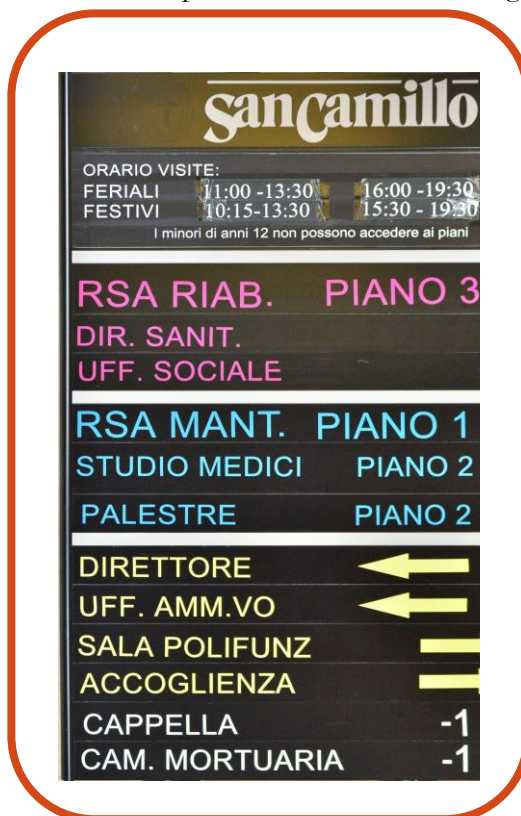 sancamillo
ORARIO VISITE:
FERIALI 11:00 -13:30 16:00 -19:30
FESTIVI 10:15-13:30 15:30 - 19:30
I minori di anni 12 non possono accedere ai piani
RSA RIAB. PIANO 3
DIR. SANIT.
UFF. SOCIALE
RSA MANT. PIANO 1
STUDIO MEDICI PIANO 2
PALESTRE PIANO 2
DIRETTORE
UFF. AMM.VO
SALA POLIFUNZ
ACCOGLIENZA
CAPPELLA -1
CAM. MORTUARIA -1